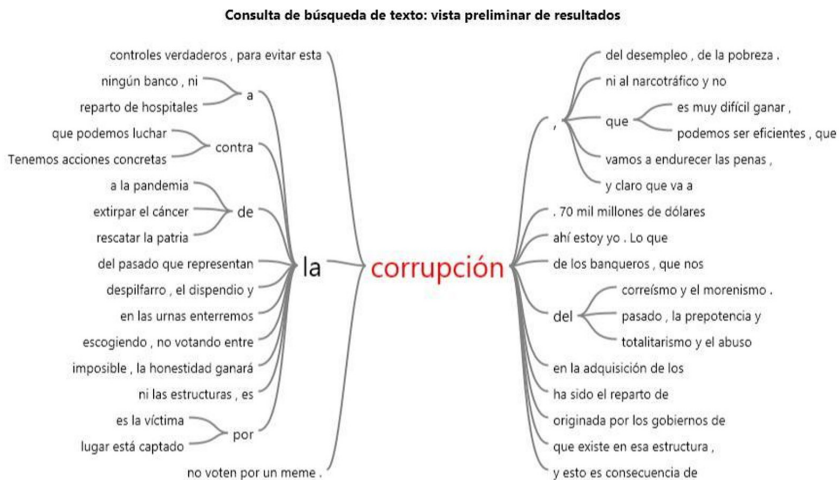 Consulta de búsqueda de texto: vista preliminar de resultados
controles verdaderos , para evitar esta
ningún banco , ni
reparto de hospitales
a
que podemos luchar
Tenemos acciones concretas
contra
a la pandemia
extirpar el cáncer
rescatar la patria
de
del pasado que representan
despilfarro , el dispendio y
en las urnas enterremos
escogiendo , no votando entre
imposible , la honestidad ganará
ni las estructuras , es
es la víctima
lugar está captado
por
no voten por un meme .
la
corrupción
,
del desempleo , de la pobreza .
ni al narcotráfico y no
que
es muy difícil ganar ,
podemos ser eficientes , que
vamos a endurecer las penas ,
y claro que va a
. 70 mil millones de dólares
ahí estoy yo . Lo que
de los banqueros , que nos
del
correísmo y el morenismo .
pasado , la prepotencia y
totalitarismo y el abuso
en la adquisición de los
ha sido el reparto de
originada por los gobiernos de
que existe en esa estructura ,
y esto es consecuencia de